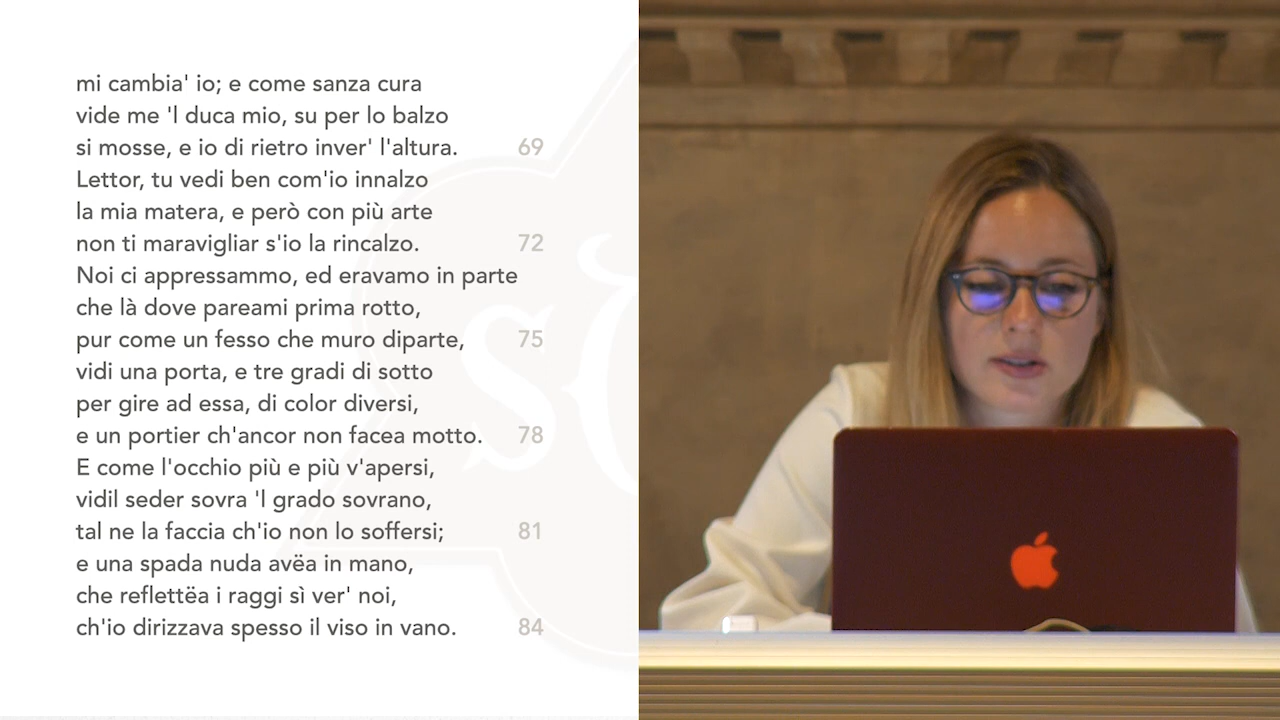 mi cambia' io; e come sanza cura
vide me 'l duca mio, su per lo balzo
si mosse, e io di rietro inver' l'altura. 69
Lettor, tu vedi ben com'io innalzo
la mia matera, e però con più arte
non ti maravigliar s'io la rincalzo. 72
Noi ci appressammo, ed eravamo in parte
che là dove pareami prima rotto,
pur come un fesso che muro diparte, 75
vidi una porta, e tre gradi di sotto
per gire ad essa, di color diversi,
e un portier ch'ancor non facea motto. 78
E come l'occhio più e più v'apersi,
vidil seder sovra 'l grado sovrano,
tal ne la faccia ch'io non lo soffersi; 81
e una spada nuda avëa in mano,
che reflettëa i raggi sì ver' noi,
ch'io dirizzava spesso il viso in vano. 84